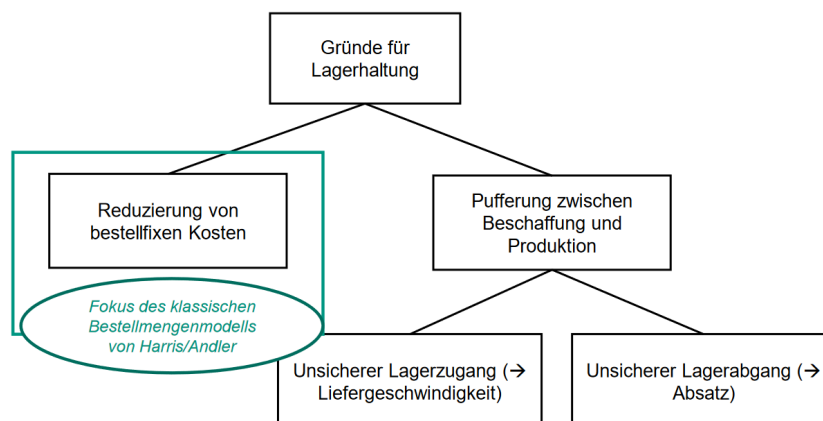 Gründe für
Lagerhaltung
Reduzierung von
bestellfixen Kosten
Pufferung zwischen
Beschaffung und
Produktion
Fokus des klassischen
Bestellmengenmodells
von Harris/Andler
Unsicherer Lagerzugang (→
Liefergeschwindigkeit)
Unsicherer Lagerabgang (→
Absatz)